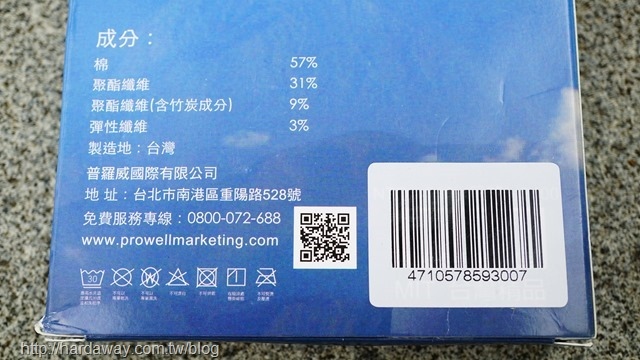 成分：
棉 57%
聚酯纖維 31%
聚酯纖維(含竹炭成分) 9%
彈性纖維 3%
製造地：台灣
普羅威國際有限公司
地 址：台北市南港區重陽路528號
免費服務專線：0800-072-688
www.prowellmarketing.com
30
4710578593007
http://hardaway.com.tw/blog